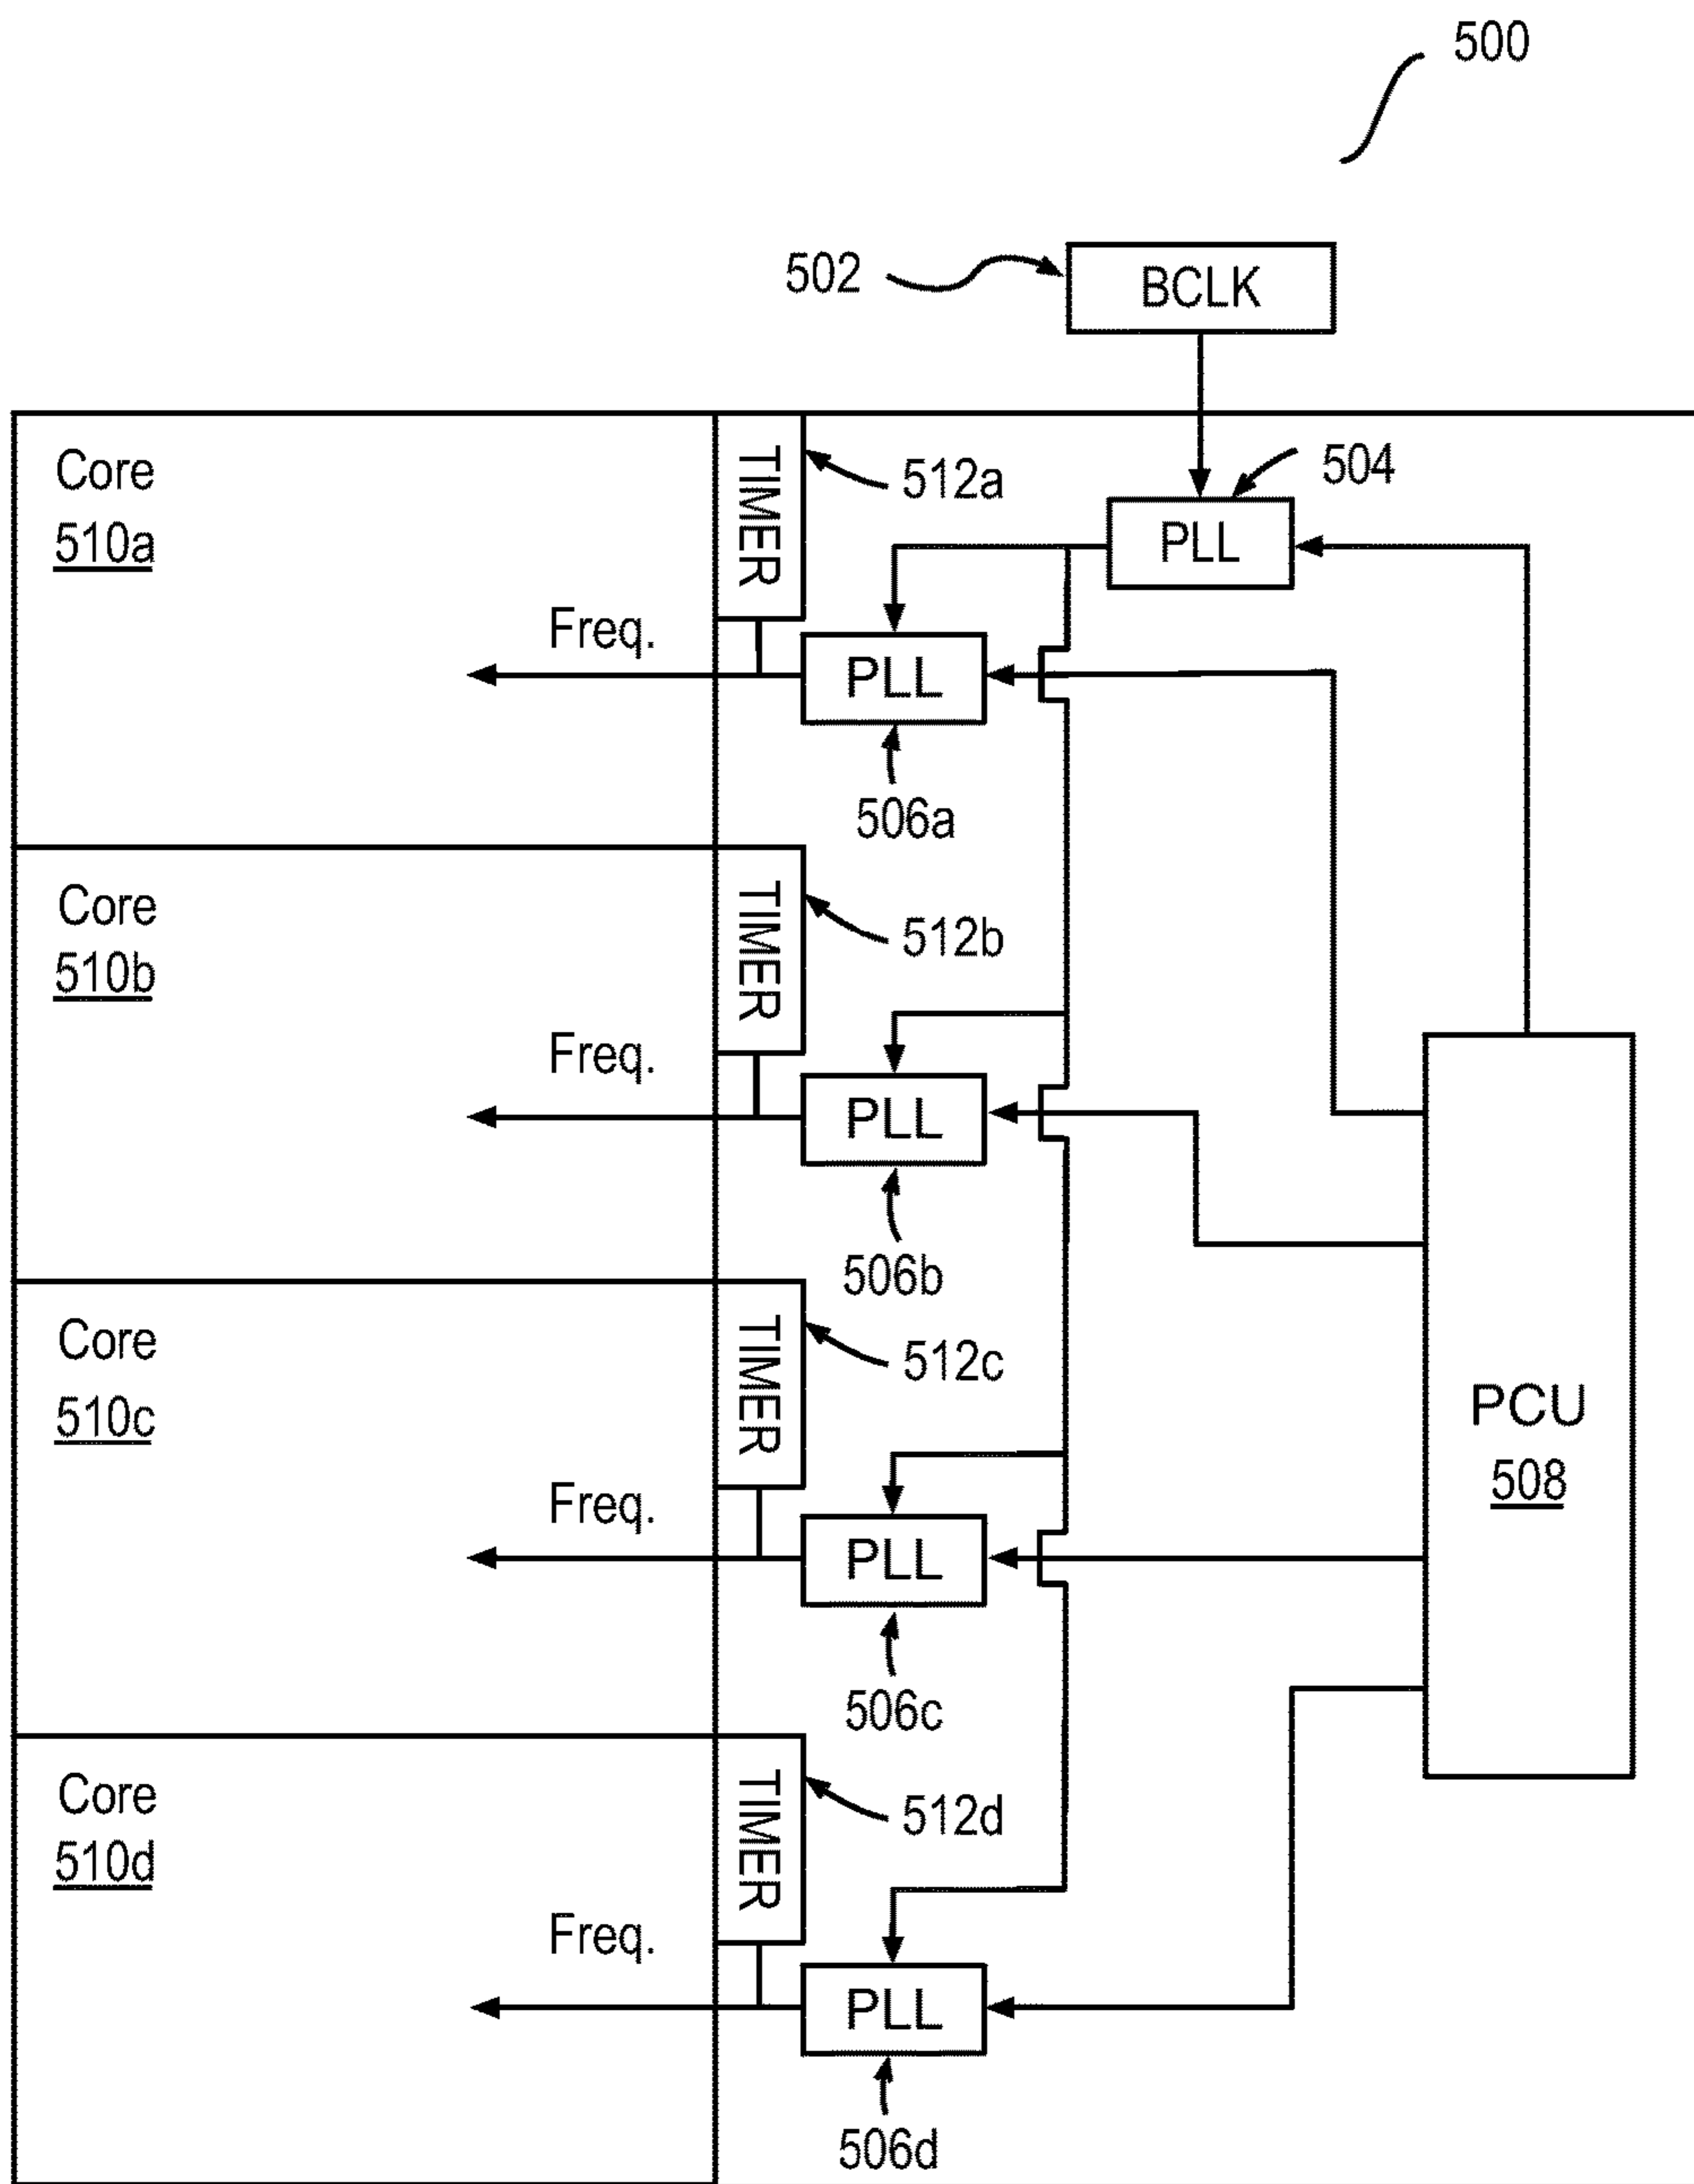 500
502
BCLK
Core
510a
TIMER
512a
504
PLL
Freq.
PLL
506a
Core
510b
TIMER
512b
Freq.
PLL
506b
Core
510c
TIMER
512c
PCU
508
Freq.
PLL
506c
Core
510d
TIMER
512d
Freq.
PLL
506d